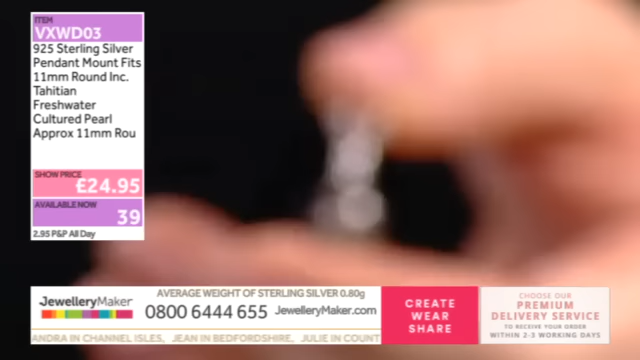 ITEM
VXWD03
925 Sterling Silver
Pendant Mount Fits
11mm Round Inc.
Tahitian
Freshwater
Cultured Pearl
Approx 11mm Rou
SHOW PRICE
£24.95
AVAILABLE NOW
39
2.95 P&P All Day
JewelleryMaker
AVERAGE WEIGHT OF STERLING SILVER 0.80g
0800 6444 655 JewelleryMaker.com
ANDRA IN CHANNEL ISLES, JEAN IN BEDFORDSHIRE, JULIE IN COUNT
CREATE
WEAR
SHARE
CHOOSE OUR
PREMIUM
DELIVERY SERVICE
TO RECEIVE YOUR ORDER
WITHIN 2-3 WORKING DAYS